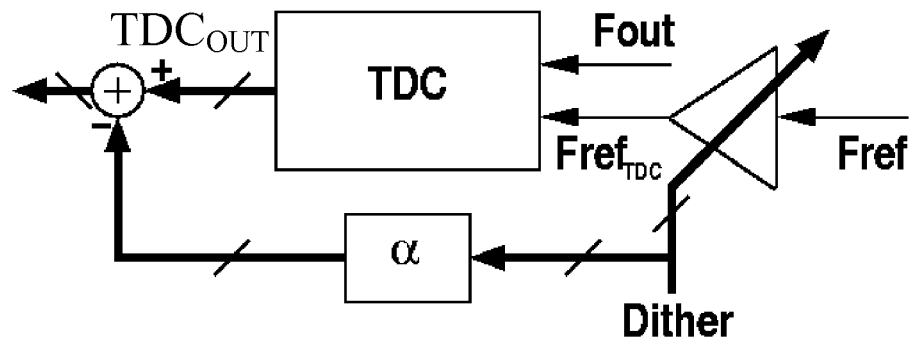 TDCOUT
Fout
+
TDC
+
−
FrefTDC
Fref
α
Dither